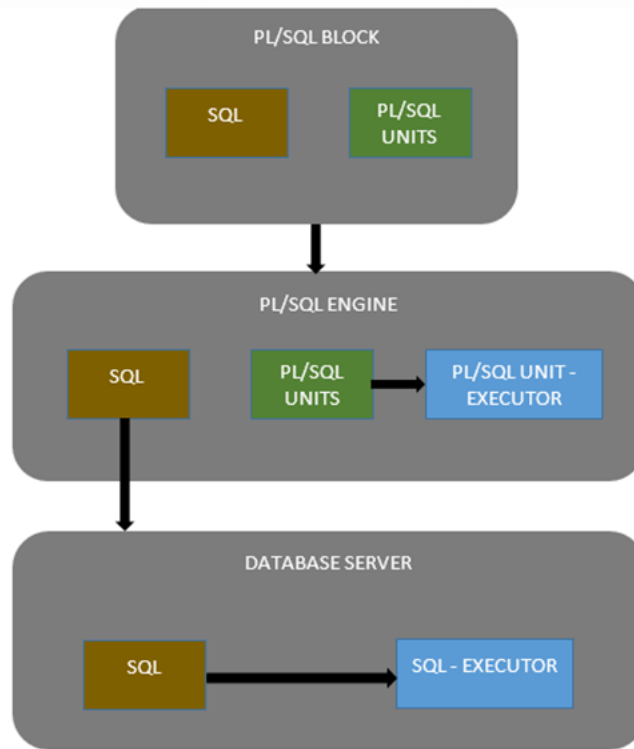 PL/SQL BLOCK
SQL
PL/SQL
UNITS
PL/SQL ENGINE
SQL
PL/SQL
UNITS
PL/SQL UNIT -
EXECUTOR
DATABASE SERVER
SQL
SQL - EXECUTOR